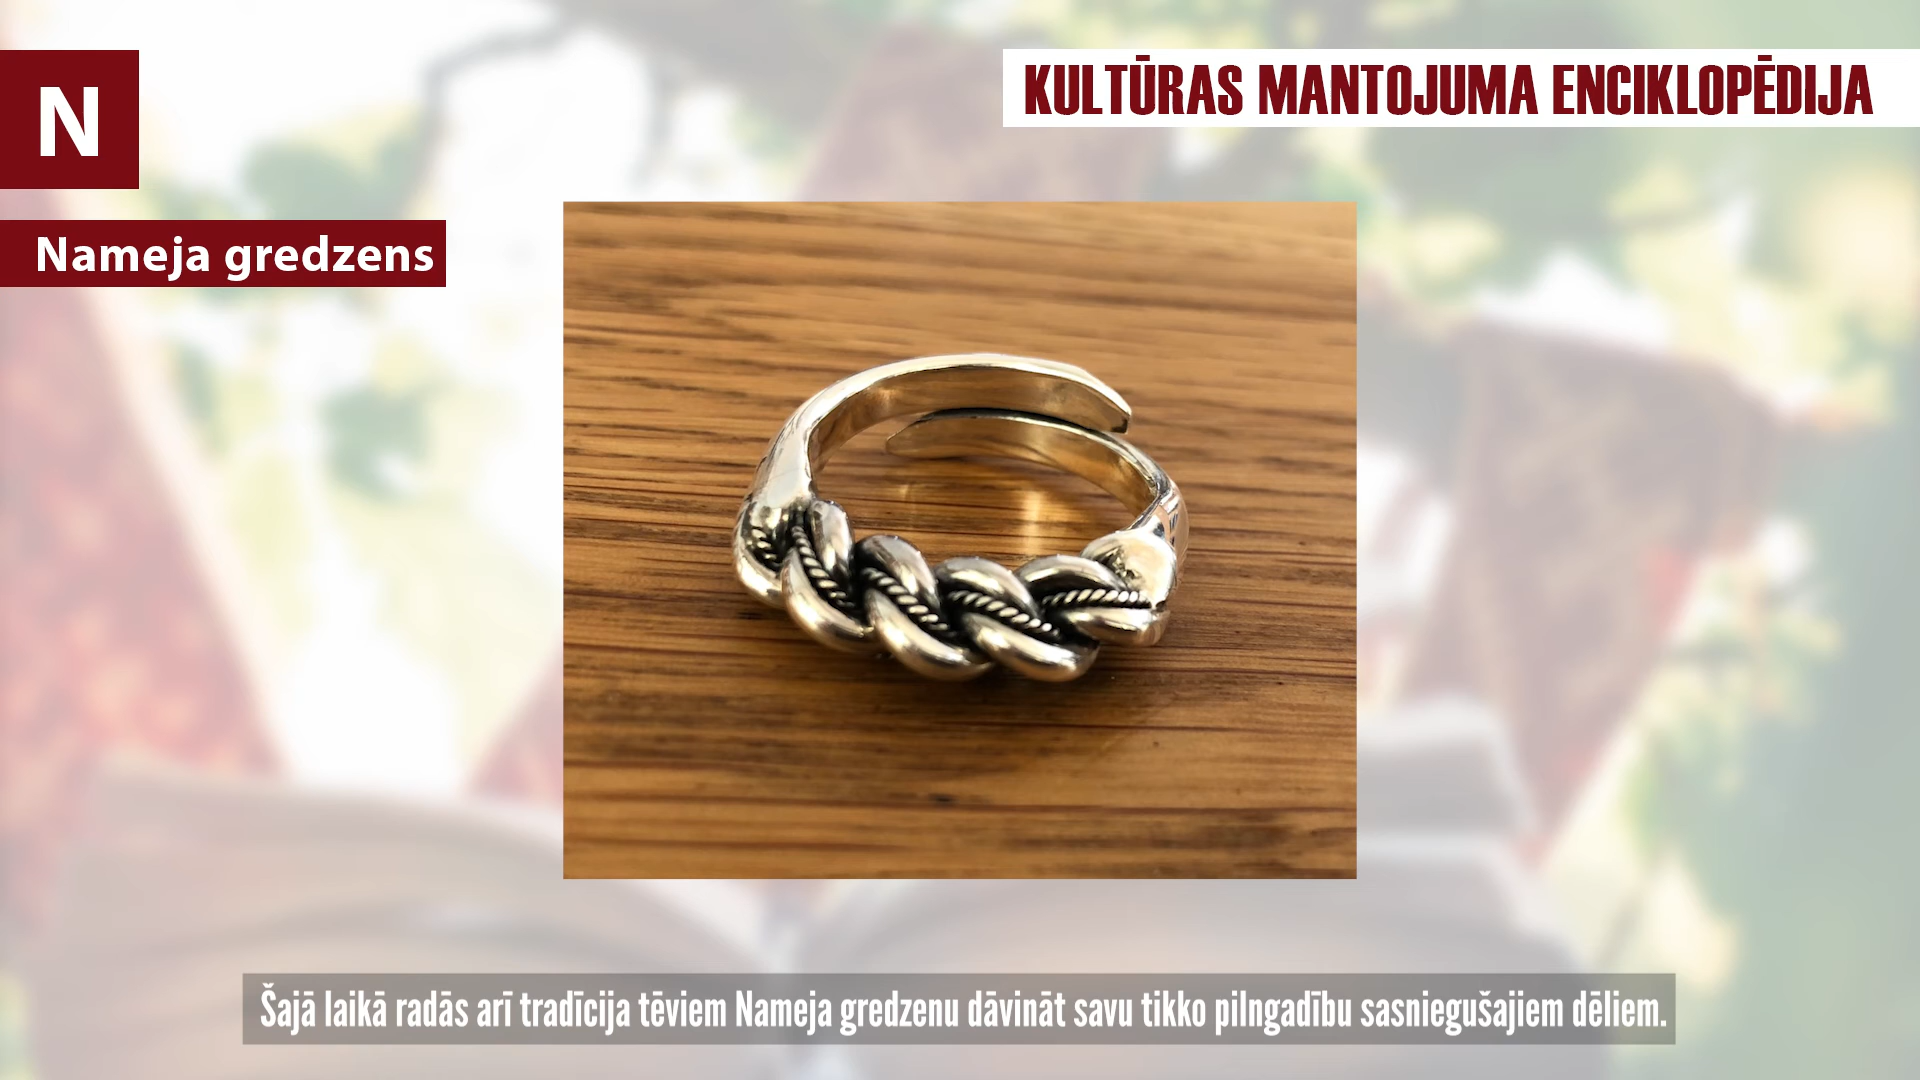 N
KULTŪRAS MANTOJUMA ENCIKLOPĒDIJA
Nameja gredzens
Šajā laikā radās arī tradīcija tēviem Nameja gredzenu dāvināt savu tikko pilngadību sasniegušajiem dēliem.